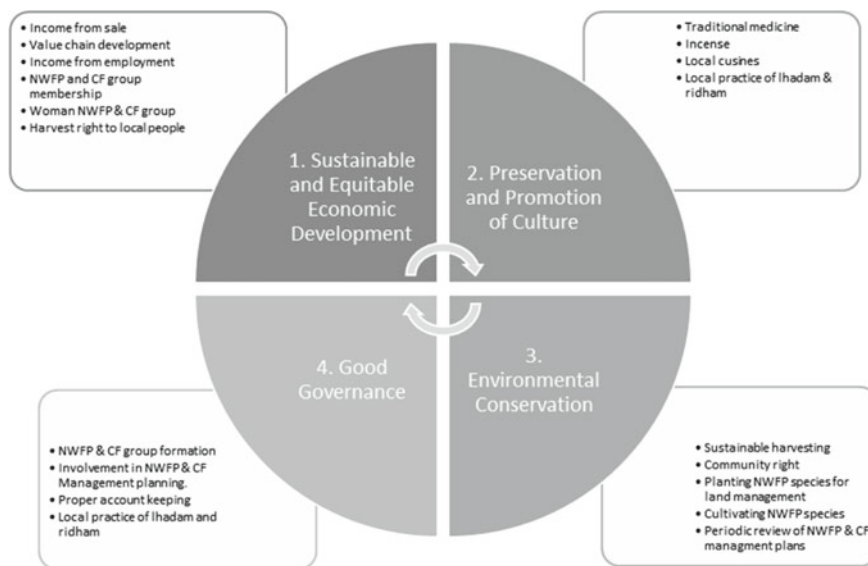 • Income from sale
• Value chain development
• Income from employment
• NWFP and CF group
membership
• Woman NWFP & CF group
• Harvest right to local people
• Traditional medicine
• Incense
• Local cusines
• Local practice of lhadam &
ridham
1. Sustainable
and Equitable
Economic
Development
2. Preservation
and Promotion
of Culture
4. Good
Governance
3.
Environmental
Conservation
• NWFP & CF group formation
• Involvement in NWFP & CF
Management planning.
• Proper account keeping
• Local practice of lhadam and
ridham
• Sustainable harvesting
• Community right
• Planting NWFP species for
land management
• Cultivating NWFP species
• Periodic review of NWFP & CF
managment plans